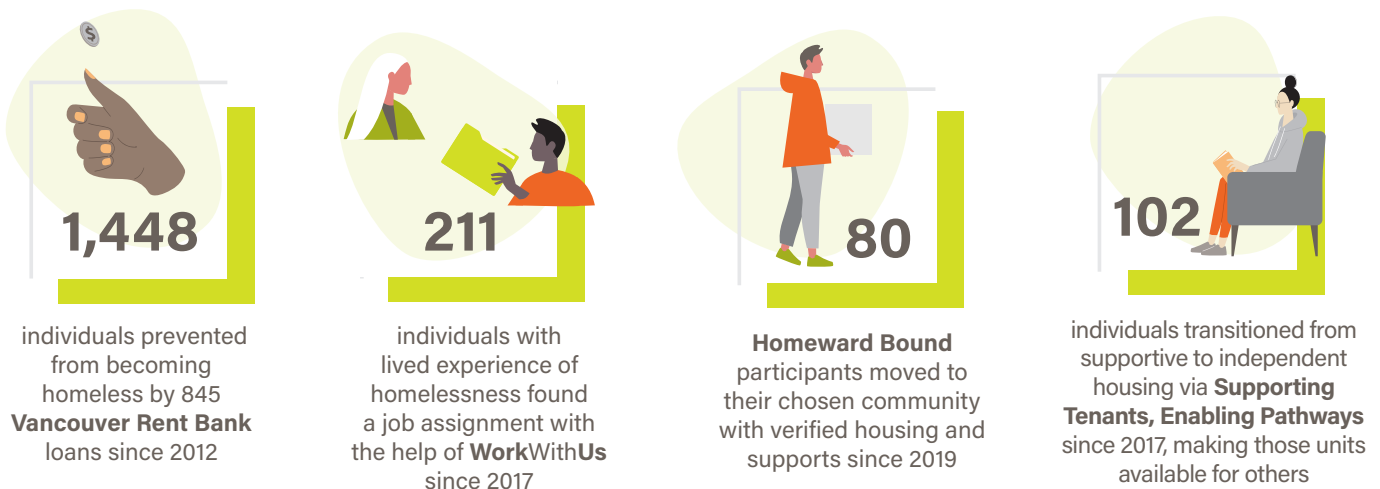 $
1,448
individuals prevented
from becoming
homeless by 845
Vancouver Rent Bank
loans since 2012
211
individuals with
lived experience of
homelessness found
a job assignment with
the help of WorkWithUs
since 2017
80
Homeward Bound
participants moved to
their chosen community
with verified housing and
supports since 2019
102
individuals transitioned from
supportive to independent
housing via Supporting
Tenants, Enabling Pathways
since 2017, making those units
available for others